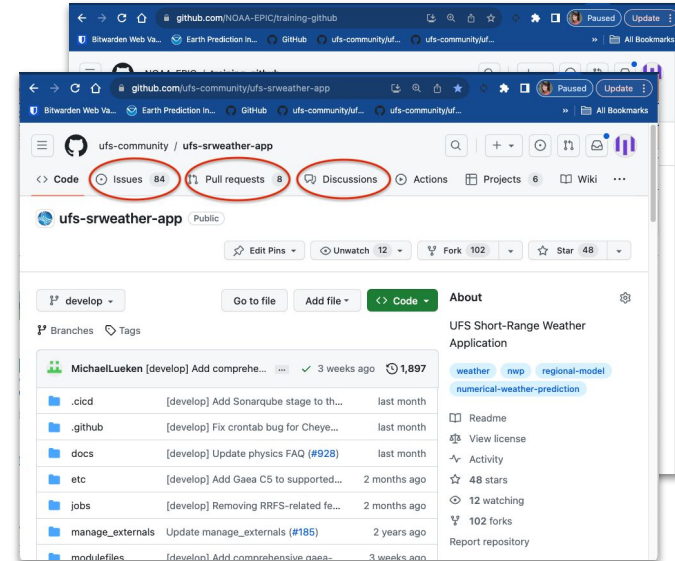 github.com/NOAA-EPIC/training-github
Paused
Update
Bitwarden Web Va...
Earth Prediction In...
GitHub
ufs-community/uf...
ufs-community/uf...
»
All Bookmarks
github.com/ufs-community/ufs-srweather-app
Paused
Update
Bitwarden Web Va...
Earth Prediction In...
GitHub
ufs-community/uf...
ufs-community/uf...
»
All Bookmarks
ufs-community / ufs-srweather-app
<> Code
Issues 84
Pull requests 8
Discussions
Actions
Projects 6
Wiki
...
ufs-srweather-app Public
Edit Pins
Unwatch 12
Fork 102
Star 48
develop
Go to file
Add file
<> Code
Branches
Tags
MichaelLueken [develop] Add comprehe... ... 3 weeks ago 1,897
.cicd [develop] Add Sonarqube stage to th... last month
.github [develop] Fix crontab bug for Cheye... last month
docs [develop] Update physics FAQ (#928) last month
etc [develop] Add Gaea C5 to supported... 2 months ago
jobs [develop] Removing RRFS-related fe... 2 months ago
manage_externals Update manage_externals (#185) 2 years ago
modulefiles [develop] Add comprehensive gaea- 3 weeks ago
About
UFS Short-Range Weather
Application
weather nwp regional-model
numerical-weather-prediction
Readme
View license
Activity
48 stars
12 watching
102 forks
Report repository